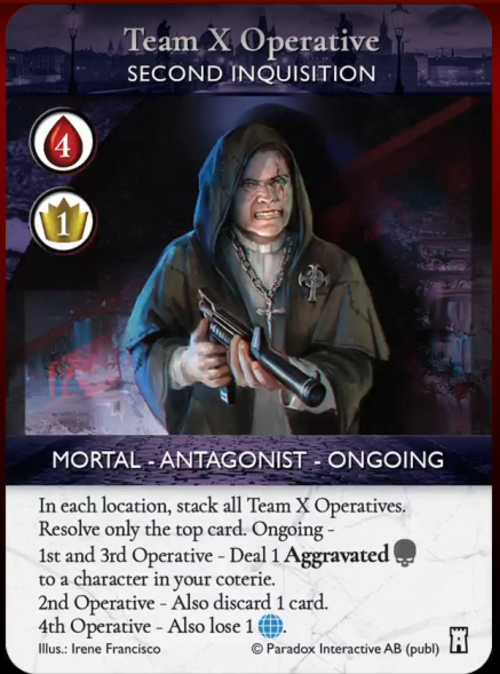 Team X Operative
SECOND INQUISITION
4
1
MORTAL - ANTAGONIST - ONGOING
In each location, stack all Team X Operatives.
Resolve only the top card. Ongoing -
1st and 3rd Operative - Deal 1 Aggravated
to a character in your coterie.
2nd Operative - Also discard 1 card.
4th Operative - Also lose 1 .
Illus.: Irene Francisco © Paradox Interactive AB (publ)